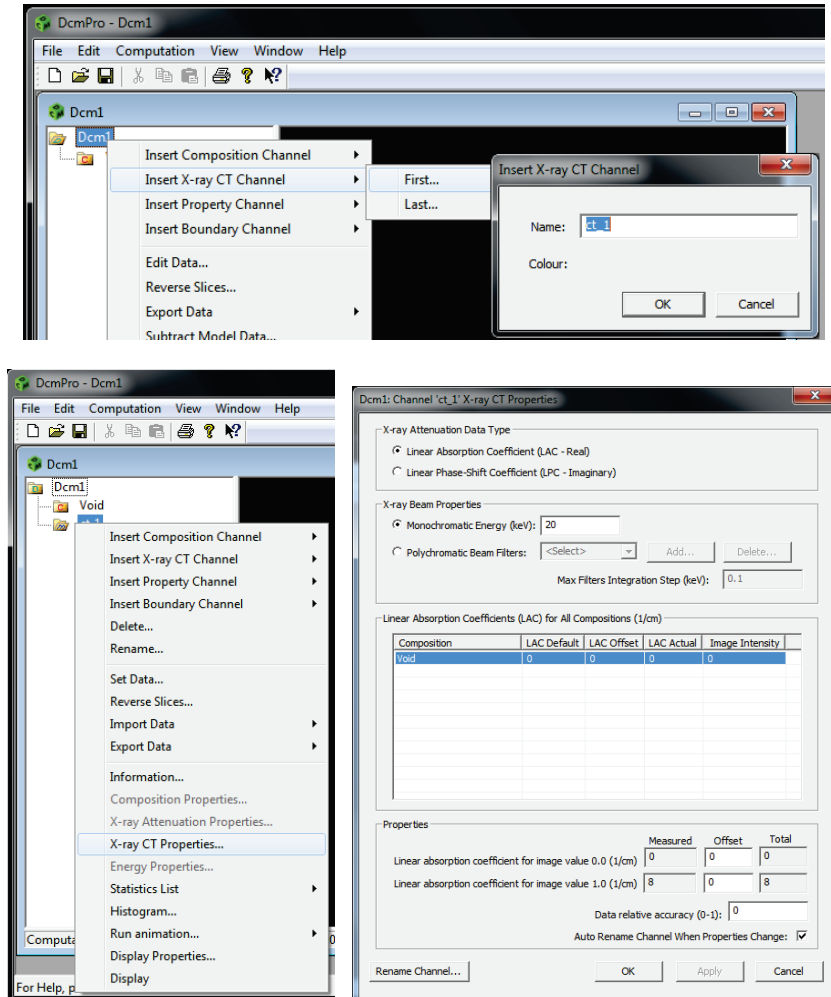 DcmPro - Dcm1
File Edit Computation View Window Help
Dcm1
Dcm1
Insert Composition Channel
Insert X-ray CT Channel
Insert Property Channel
Insert Boundary Channel
Edit Data...
Reverse Slices...
Export Data
Subtract Model Data...
First...
Last...
Insert X-ray CT Channel
Name: ct_1
Colour:
OK Cancel
DcmPro - Dcm1
File Edit Computation View Window Help
Dcm1
Dcm1
Void
ct_1
Insert Composition Channel
Insert X-ray CT Channel
Insert Property Channel
Insert Boundary Channel
Delete...
Rename...
Set Data...
Reverse Slices...
Import Data
Export Data
Information...
Composition Properties...
X-ray Attenuation Properties...
X-ray CT Properties...
Energy Properties...
Statistics List
Histogram...
Run animation...
Display Properties...
Display
Computa
For Help, p
Dcm1: Channel 'ct_1' X-ray CT Properties
X-ray Attenuation Data Type
Linear Absorption Coefficient (LAC - Real)
Linear Phase-Shift Coefficient (LPC - Imaginary)
X-ray Beam Properties
Monochromatic Energy (keV): 20
Polychromatic Beam Filters: <Select> Add... Delete...
Max Filters Integration Step (keV): 0.1
Linear Absorption Coefficients (LAC) for All Compositions (1/cm)
Composition LAC Default LAC Offset LAC Actual Image Intensity
Void 0 0 0 0
Properties
Measured Offset Total
Linear absorption coefficient for image value 0.0 (1/cm) 0 0 0
Linear absorption coefficient for image value 1.0 (1/cm) 8 0 8
Data relative accuracy (0-1): 0
Auto Rename Channel When Properties Change:
Rename Channel... OK Apply Cancel